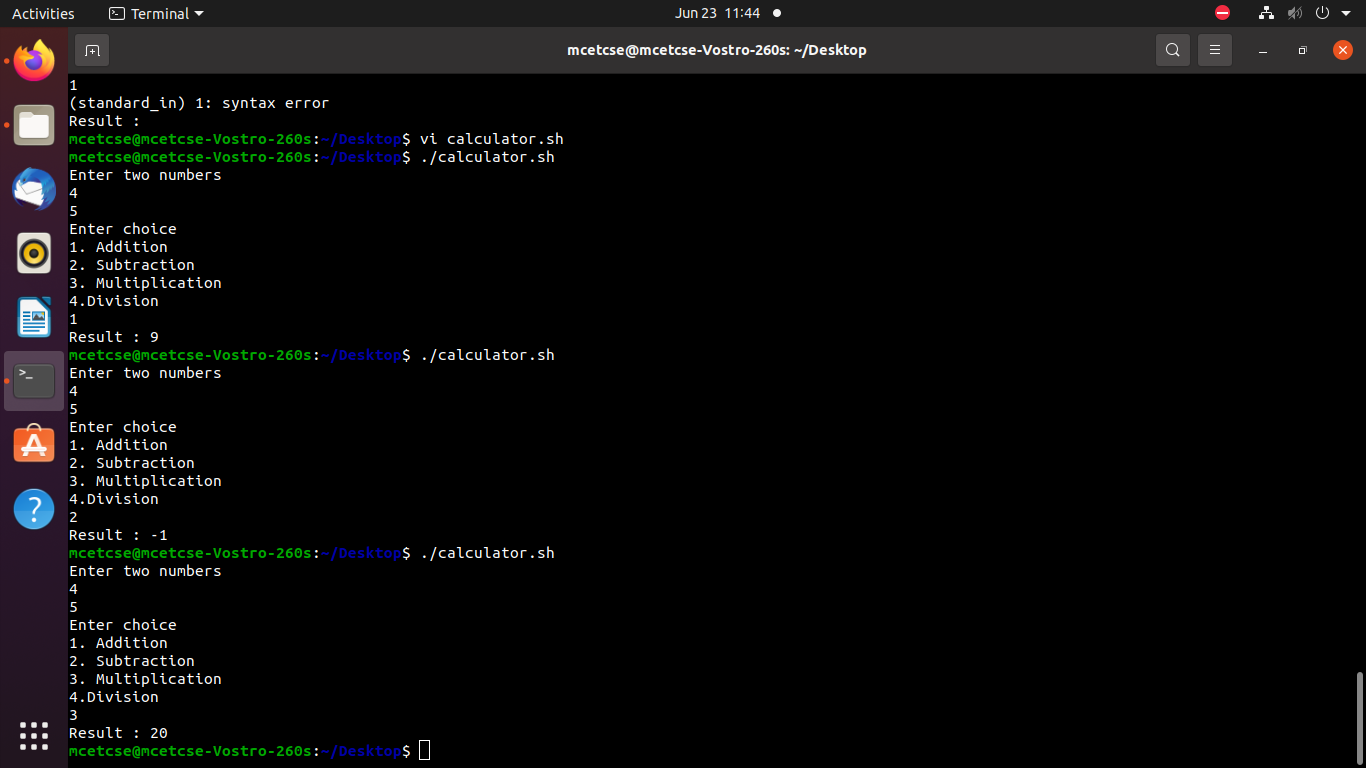 Activities Terminal Jun 23 11:44
mcetcse@mcetcse-Vostro-260s: ~/Desktop
1
(standard_in) 1: syntax error
Result :
mcetcse@mcetcse-Vostro-260s:~/Desktop$ vi calculator.sh
mcetcse@mcetcse-Vostro-260s:~/Desktop$ ./calculator.sh
Enter two numbers
4
5
Enter choice
1. Addition
2. Subtraction
3. Multiplication
4.Division
1
Result : 9
mcetcse@mcetcse-Vostro-260s:~/Desktop$ ./calculator.sh
Enter two numbers
4
5
Enter choice
1. Addition
2. Subtraction
3. Multiplication
4.Division
2
Result : -1
mcetcse@mcetcse-Vostro-260s:~/Desktop$ ./calculator.sh
Enter two numbers
4
5
Enter choice
1. Addition
2. Subtraction
3. Multiplication
4.Division
3
Result : 20
mcetcse@mcetcse-Vostro-260s:~/Desktop$